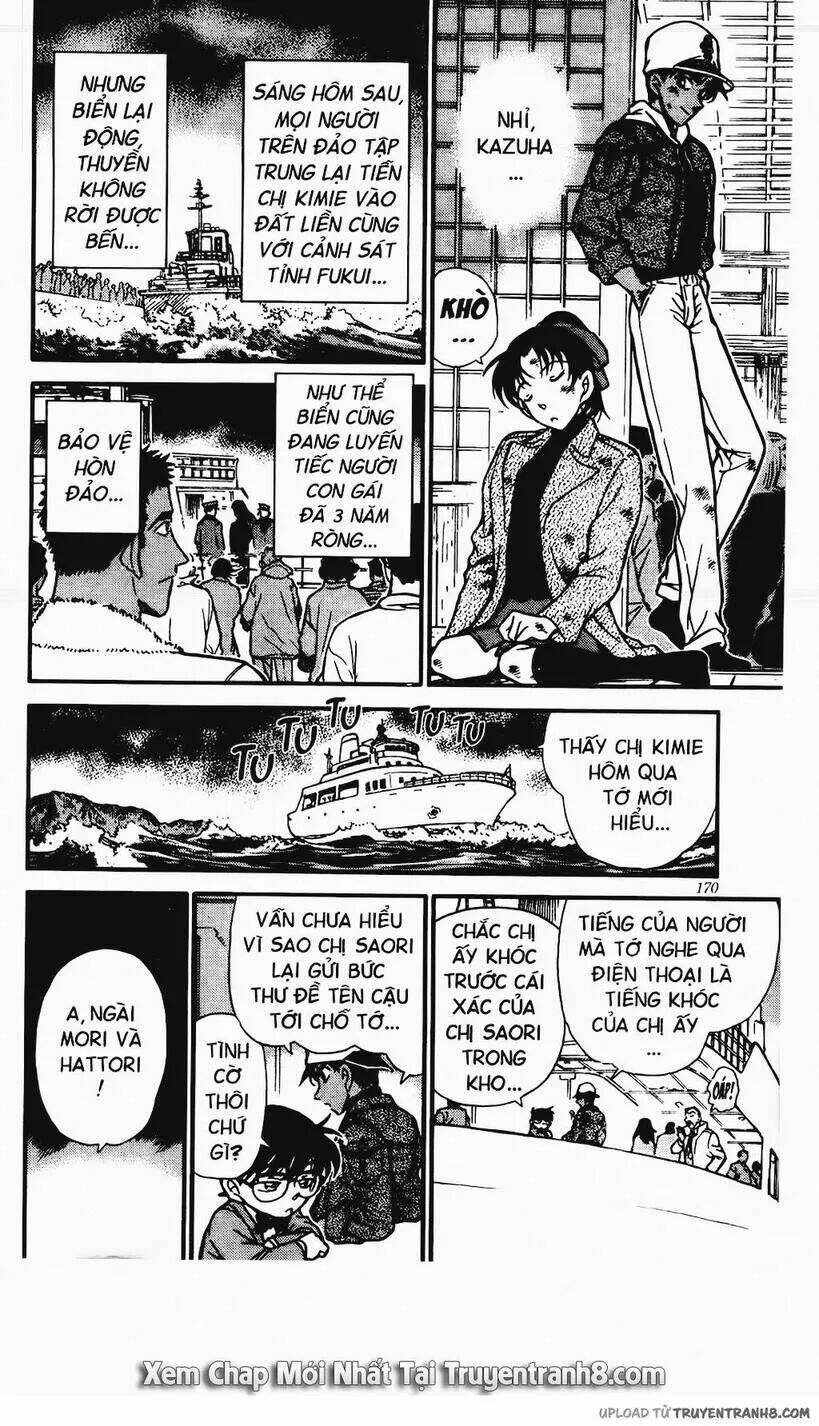 NHỈ,
KAZUHA
...
KHÒ
...
SÁNG HÔM SAU,
MỌI NGƯỜI
TRÊN ĐẢO TẬP
TRUNG LẠI TIỄN
CHỊ KIMIE VÀO
ĐẤT LIỀN CÙNG
VỚI CẢNH SÁT
TỈNH FUKUI...
NHƯNG
BIỂN LẠI
ĐỘNG,
THUYỀN
KHÔNG
RỜI ĐƯỢC
BẾN...
NHƯ THỂ
BIỂN CŨNG
ĐANG LUYẾN
TIẾC NGƯỜI
CON GÁI
ĐÃ 3 NĂM
RÒNG...
BẢO VỆ
HÒN
ĐẢO...
TU TU TU TU TU
THẤY CHỊ KIMIE
HÔM QUA
TỚ MỚI
HIỂU...
170
TIẾNG CỦA NGƯỜI
MÀ TỚ NGHE QUA
ĐIỆN THOẠI LÀ
TIẾNG KHÓC
CỦA CHỊ ẤY
...
OÁP!
CHẮC CHỊ
ẤY KHÓC
TRƯỚC CÁI
XÁC CỦA
CHỊ SAORI
TRONG
KHO...
VẪN CHƯA HIỂU
VÌ SAO CHỊ SAORI
LẠI GỬI BỨC
THƯ ĐỀ TÊN CẬU
TỚI CHỖ TỚ...
TÌNH
CỜ
THÔI
CHỨ
GÌ?
A, NGÀI
MORI VÀ
HATTORI
!
Xem Chap Mới Nhất Tại Truyentranh8.com
UPLOAD TỪ TRUYENTRANH8.COM